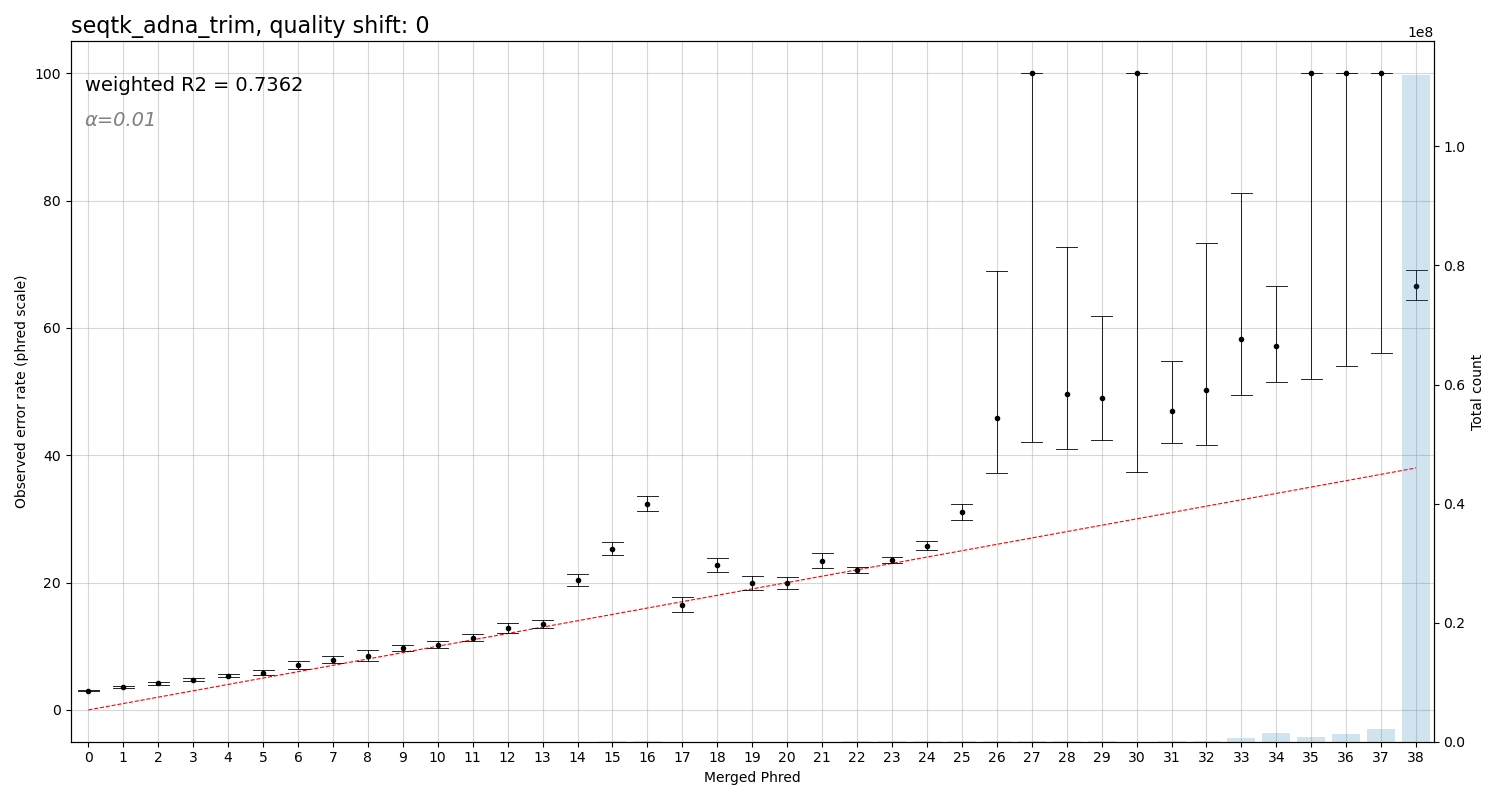 seqtk_adna_trim, quality shift: 0
1e8
weighted R2 = 0.7362
α=0.01
100
80
60
40
20
0
Observed error rate (phred scale)
1.0
0.8
0.6
0.4
0.2
0.0
Total count
0 1 2 3 4 5 6 7 8 9 10 11 12 13 14 15 16 17 18 19 20 21 22 23 24 25 26 27 28 29 30 31 32 33 34 35 36 37 38
Merged Phred